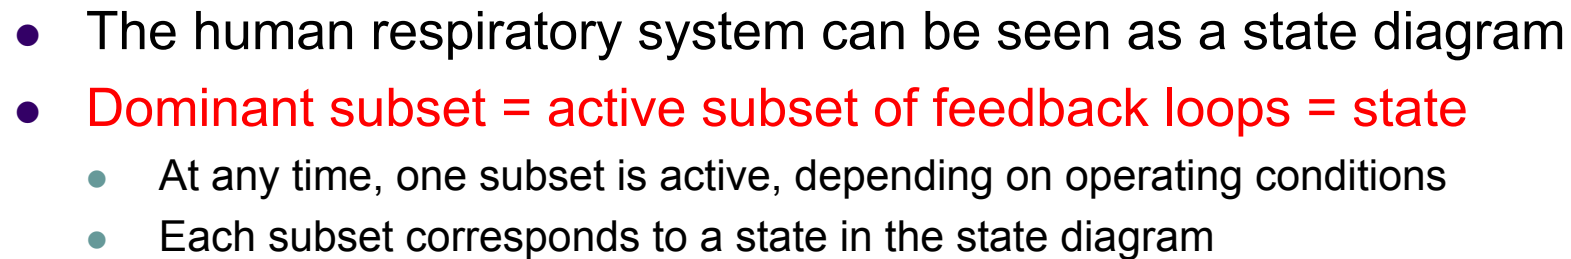 ● The human respiratory system can be seen as a state diagram
● Dominant subset = active subset of feedback loops = state
● At any time, one subset is active, depending on operating conditions
● Each subset corresponds to a state in the state diagram